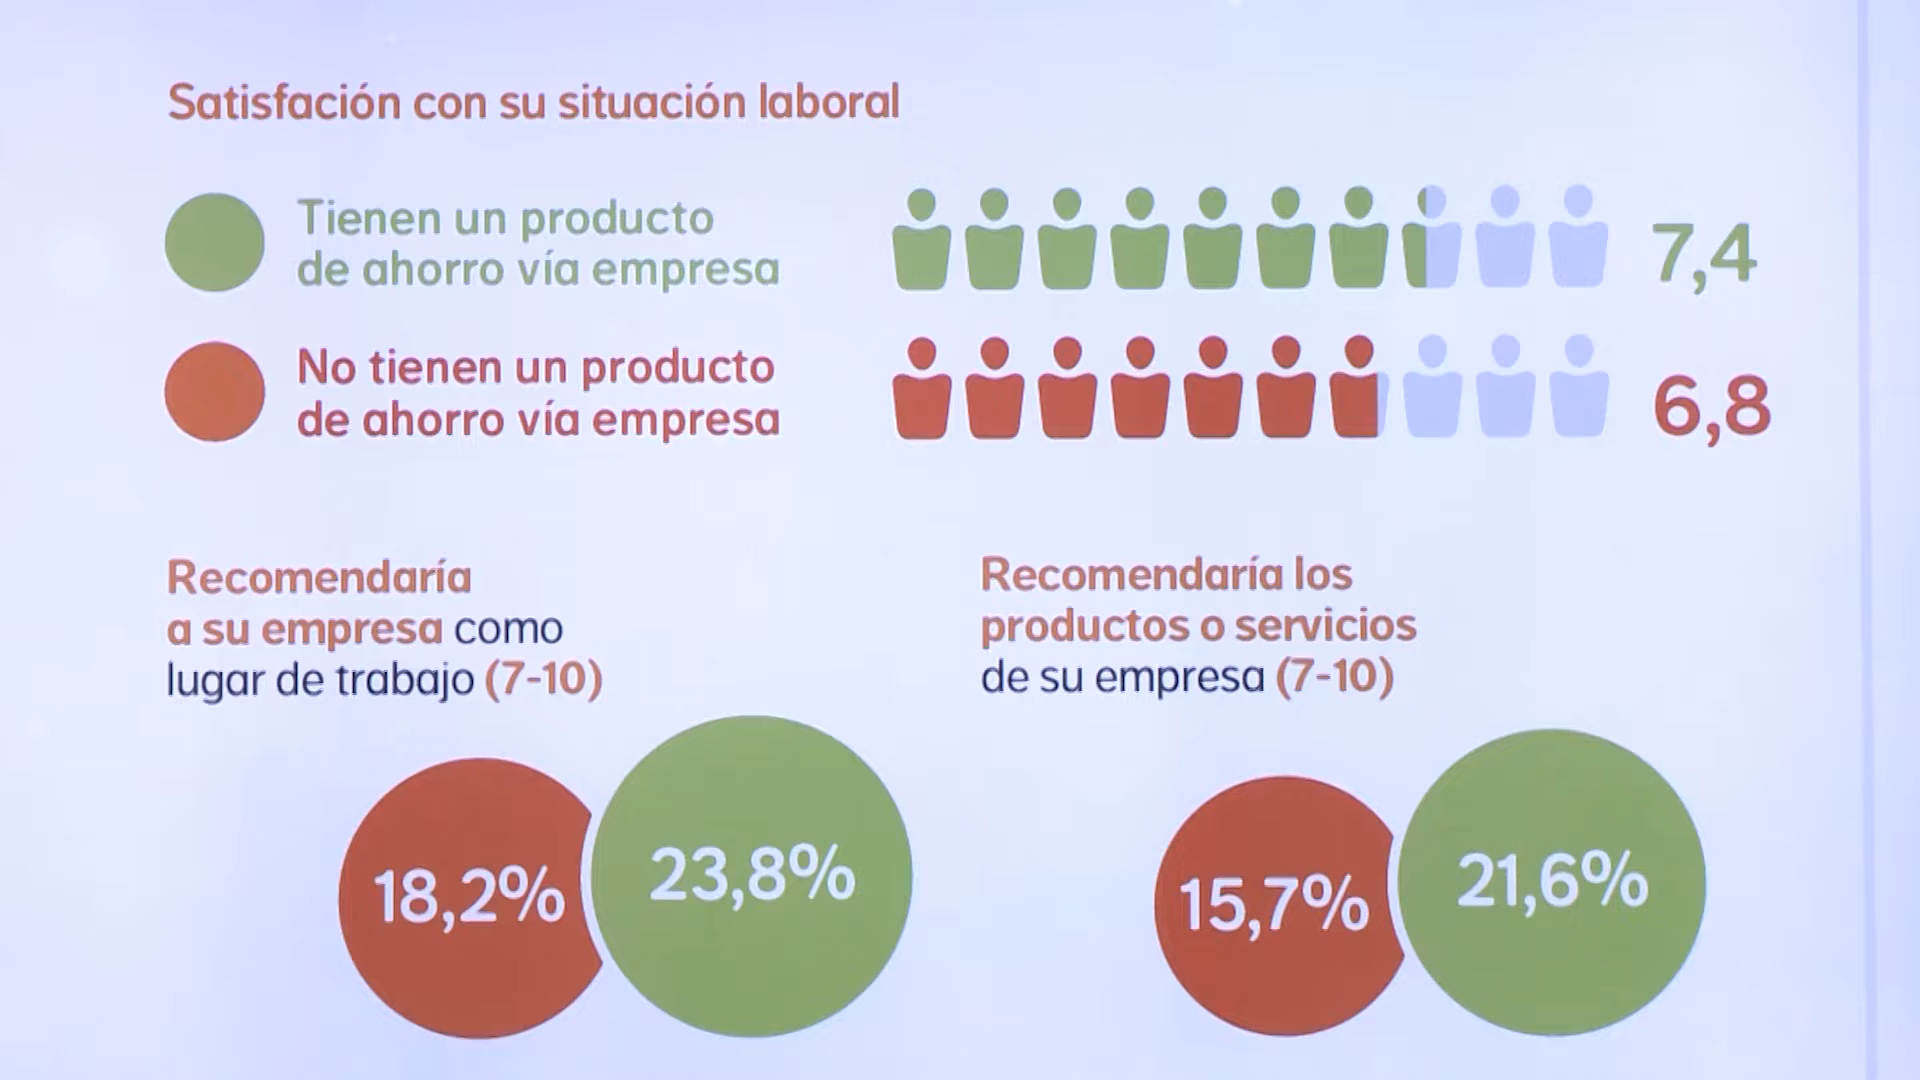 Satisfación con su situación laboral
Tienen un producto
de ahorro vía empresa
7,4
No tienen un producto
de ahorro vía empresa
6,8
Recomendaría
a su empresa como
lugar de trabajo (7-10)
18,2%
23,8%
Recomendaría los
productos o servicios
de su empresa (7-10)
15,7%
21,6%